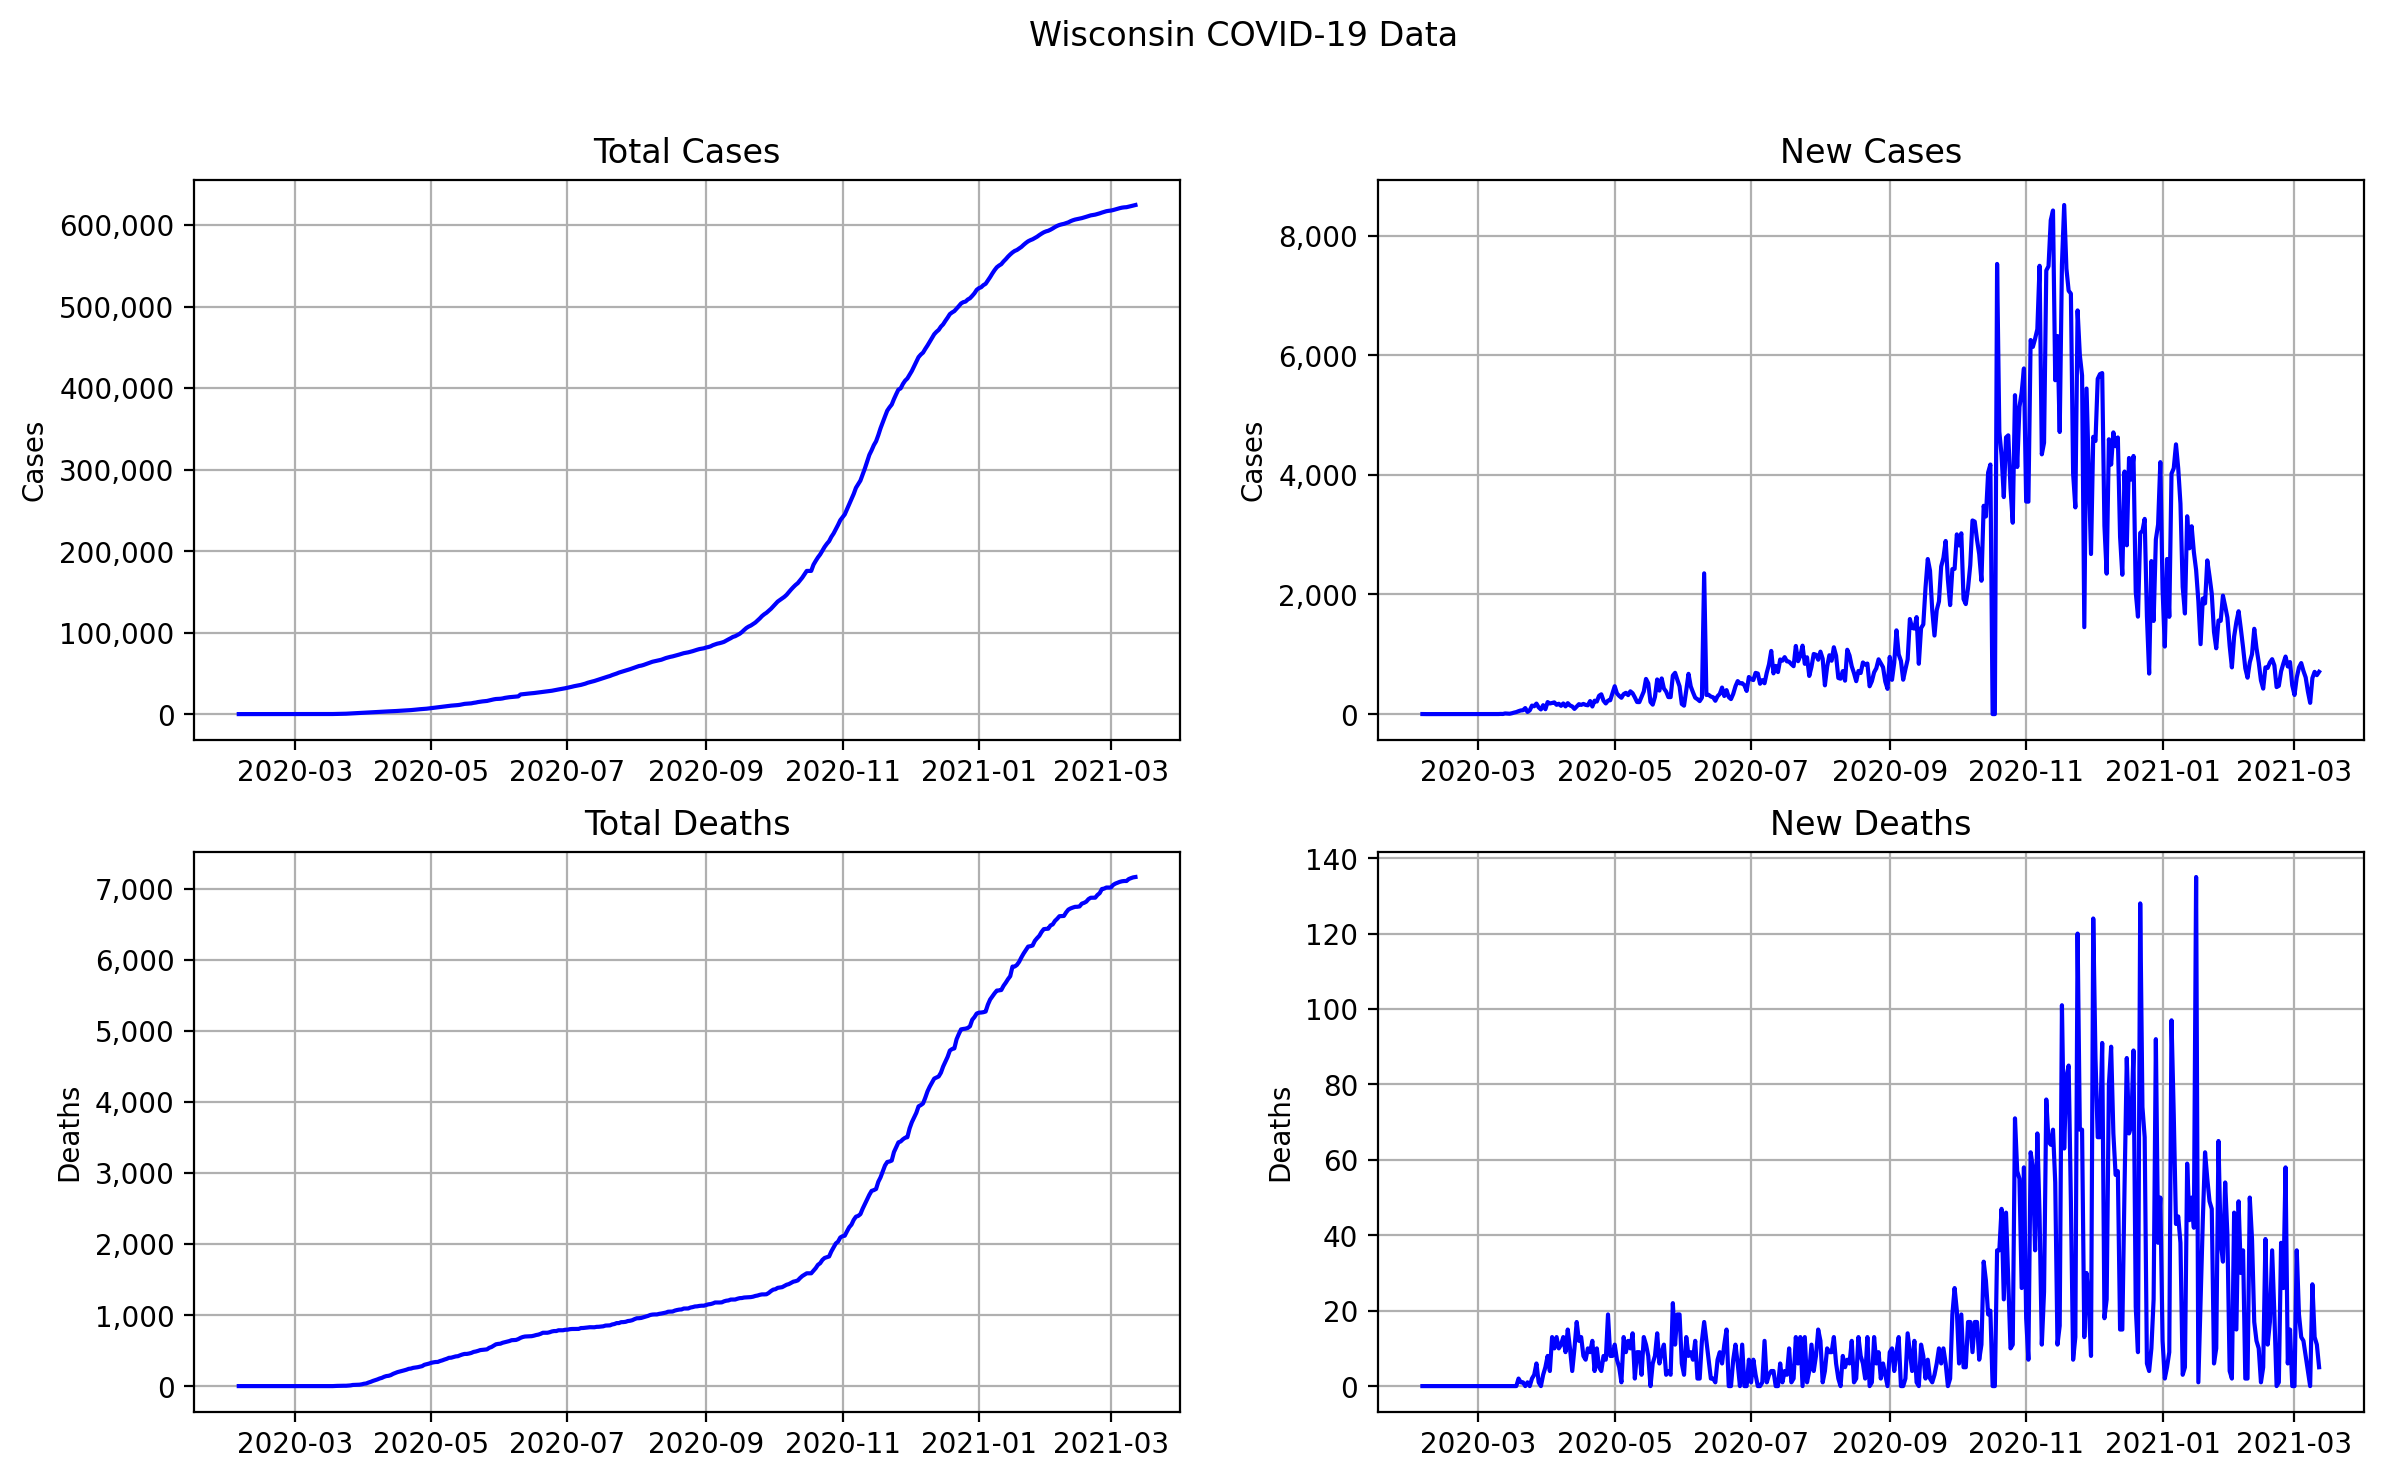 Wisconsin COVID-19 Data
Total Cases
600,000
500,000
400,000
300,000
200,000
100,000
0
Cases
2020-03 2020-05 2020-07 2020-09 2020-11 2021-01 2021-03
New Cases
8,000
6,000
4,000
2,000
0
Cases
2020-03 2020-05 2020-07 2020-09 2020-11 2021-01 2021-03
Total Deaths
7,000
6,000
5,000
4,000
3,000
2,000
1,000
0
Deaths
2020-03 2020-05 2020-07 2020-09 2020-11 2021-01 2021-03
New Deaths
140
120
100
80
60
40
20
0
Deaths
2020-03 2020-05 2020-07 2020-09 2020-11 2021-01 2021-03